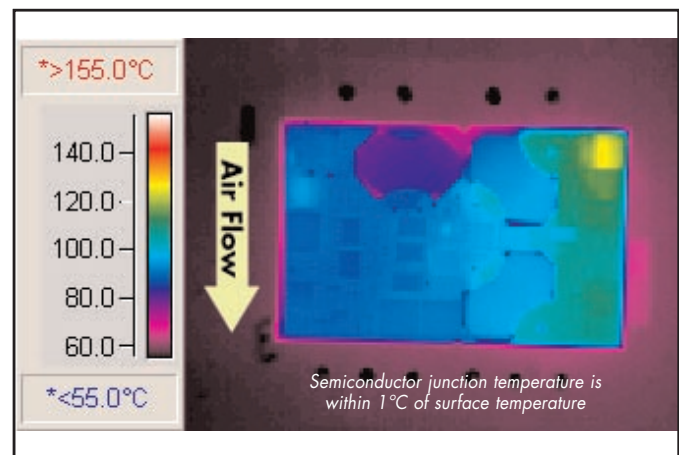 *>155.0°C
140.0
120.0
100.0
80.0
60.0
*<55.0°C
Air Flow
Semiconductor junction temperature is
within 1°C of surface temperature